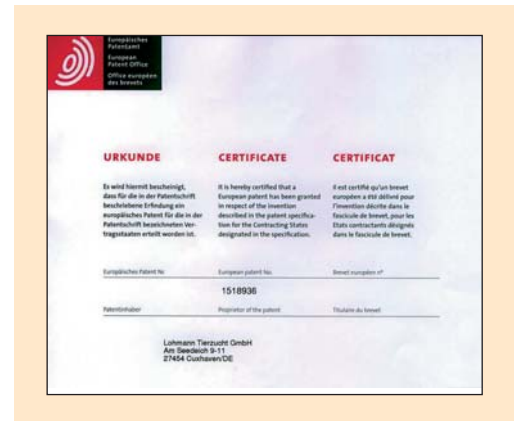 Europäisches
Patentamt
European
Patent Office
Office européen
des brevets
URKUNDE
Es wird hiermit bescheinigt,
dass für die in der Patentschrift
beschriebene Erfindung ein
europäisches Patent für die in der
Patentschrift bezeichneten Ver-
tragsstaaten erteilt worden ist.
CERTIFICATE
It is hereby certified that a
European patent has been granted
in respect of the invention
described in the patent specifica-
tion for the Contracting States
designated in the specification.
CERTIFICAT
Il est certifié qu'un brevet
européen a été délivré pour
l'invention décrite dans le
fascicule de brevet, pour les
Etats contractants désignés
dans le fascicule de brevet.
Europäisches Patent Nr.
European patent No.
Brevet européen n°
1518936
Patentinhaber
Proprietor of the patent
Titulaire du brevet
Lohmann Tierzucht GmbH
Am Seedeich 9-11
27454 Cuxhaven/DE